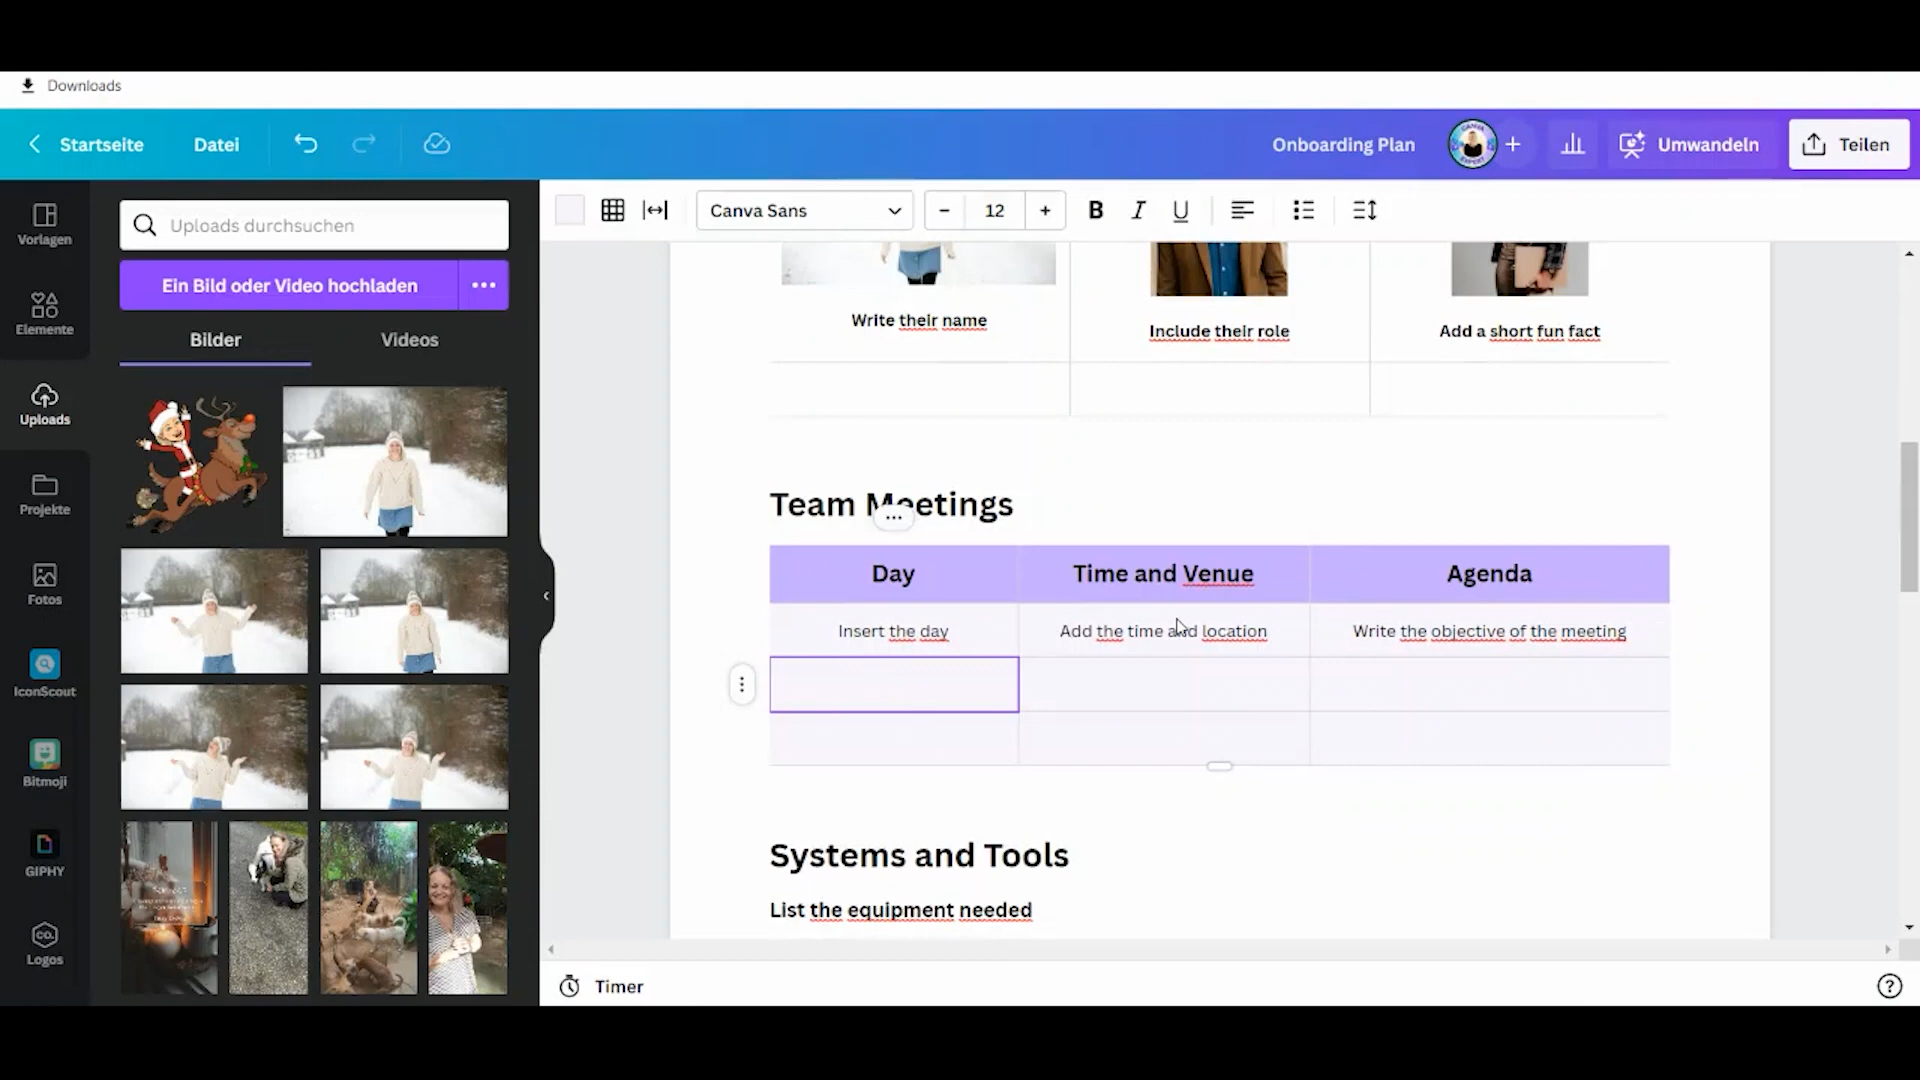 Downloads
Startseite
Datei
Onboarding Plan
Umwandeln
Teilen
Vorlagen
Elemente
Uploads
Projekte
Fotos
IconScout
Bitmoji
GIPHY
CO.
Logos
Uploads durchsuchen
Ein Bild oder Video hochladen
Bilder
Videos
Canva Sans
12
Write their name
Include their role
Add a short fun fact
Team Meetings
Day
Time and Venue
Agenda
Insert the day
Add the time and location
Write the objective of the meeting
Systems and Tools
List the equipment needed
Timer